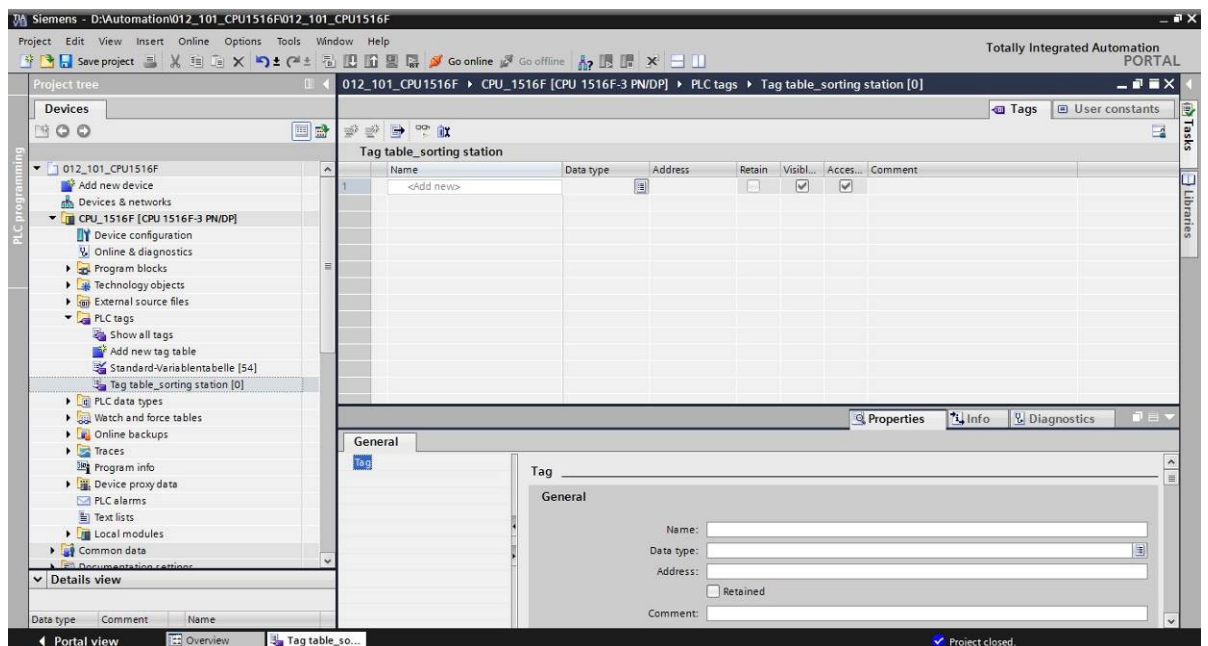 Siemens - D:\Automation\012_101_CPU1516F\012_101_CPU1516F
Project Edit View Insert Online Options Tools Window Help
Totally Integrated Automation
PORTAL
Save project Go online Go offline
Project tree
012_101_CPU1516F ▸ CPU_1516F [CPU 1516F-3 PN/DP] ▸ PLC tags ▸ Tag table_sorting station [0]
Devices
Tags User constants
Tag table_sorting station
Name Data type Address Retain Visibl... Acces... Comment
1 <Add new>
PLC programming
012_101_CPU1516F
Add new device
Devices & networks
CPU_1516F [CPU 1516F-3 PN/DP]
Device configuration
Online & diagnostics
Program blocks
Technology objects
External source files
PLC tags
Show all tags
Add new tag table
Standard-Variablentabelle [54]
Tag table_sorting station [0]
PLC data types
Watch and force tables
Online backups
Traces
Program info
Device proxy data
PLC alarms
Text lists
Local modules
Common data
Documentation settings
Details view
Data type Comment Name
Properties Info Diagnostics
General
Tag
Tag
General
Name:
Data type:
Address:
Retained
Comment:
Tasks
Libraries
Portal view Overview Tag table_so...
Project closed.